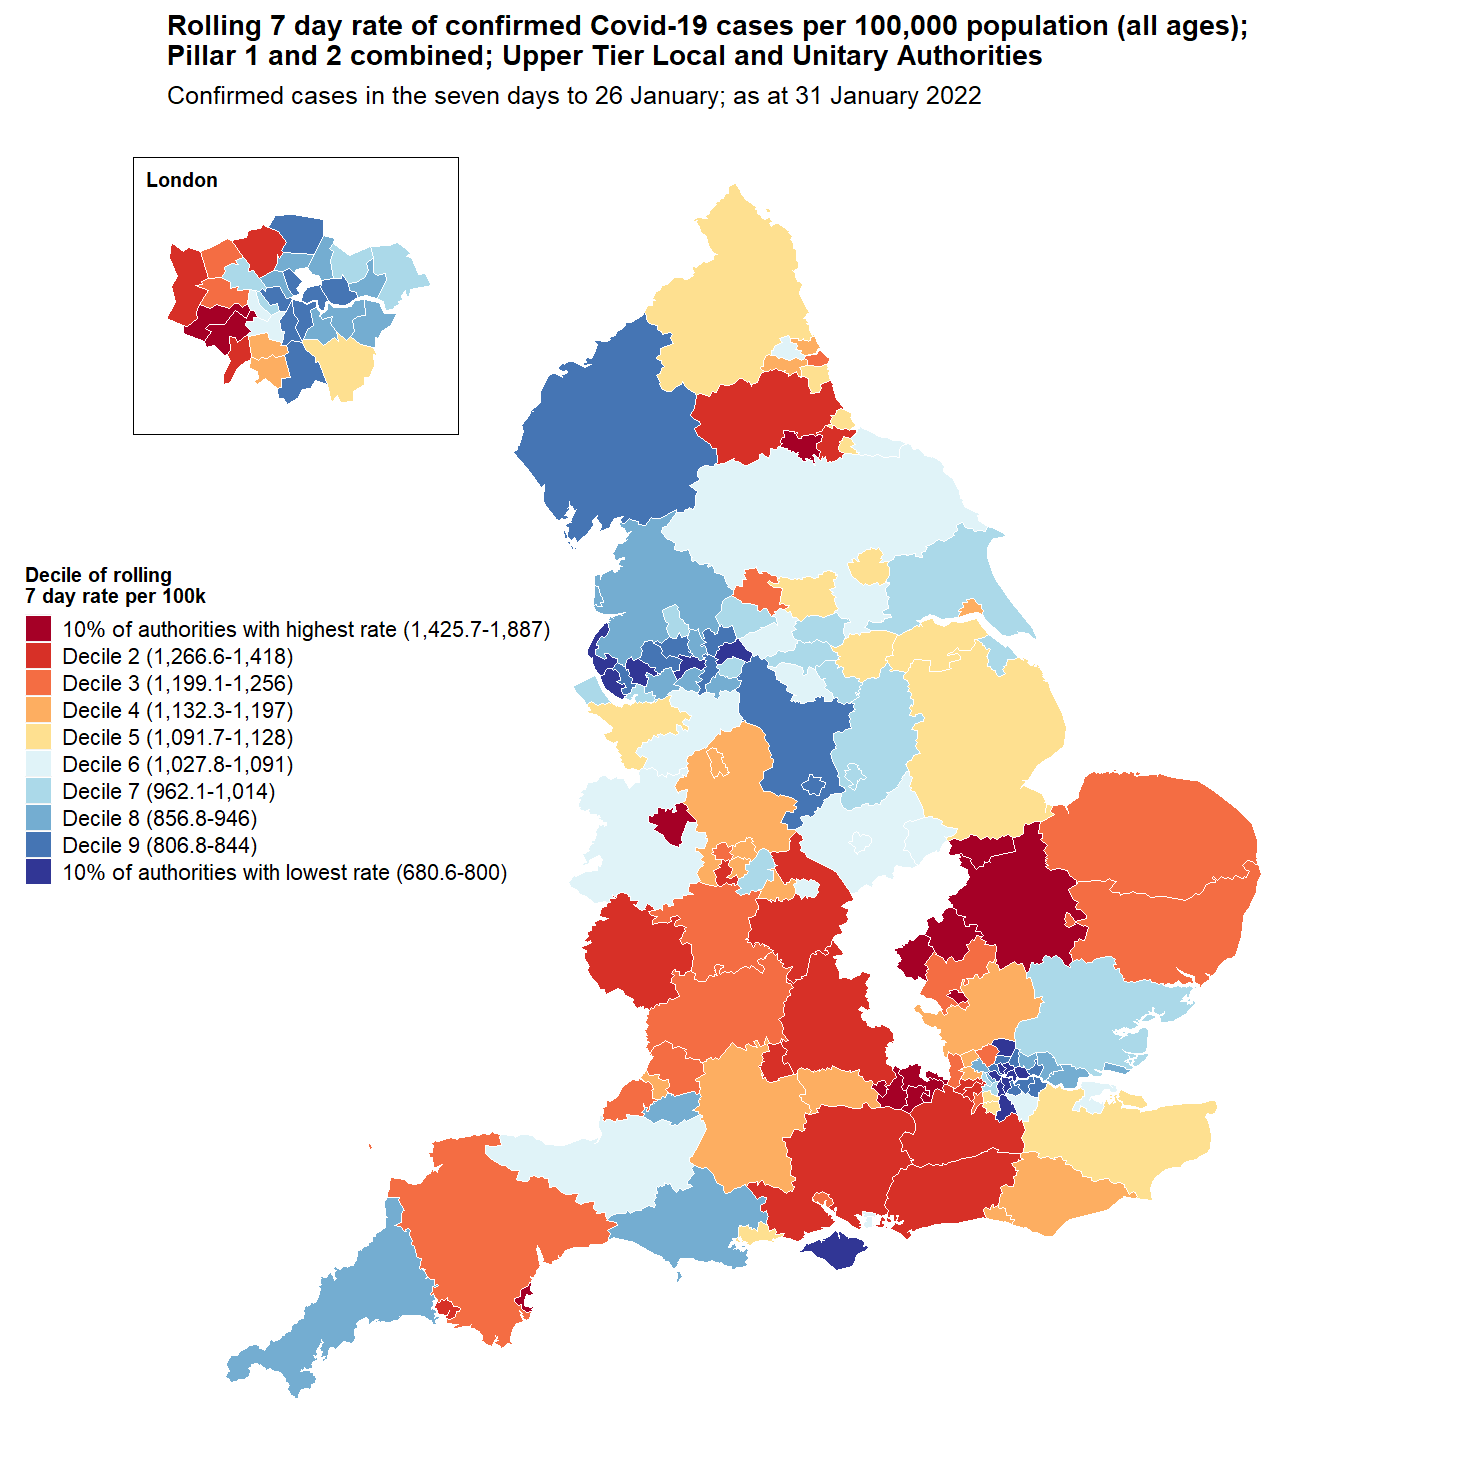 Rolling 7 day rate of confirmed Covid-19 cases per 100,000 population (all ages);
Pillar 1 and 2 combined; Upper Tier Local and Unitary Authorities
Confirmed cases in the seven days to 26 January; as at 31 January 2022
London
Decile of rolling
7 day rate per 100k
10% of authorities with highest rate (1,425.7-1,887)
Decile 2 (1,266.6-1,418)
Decile 3 (1,199.1-1,256)
Decile 4 (1,132.3-1,197)
Decile 5 (1,091.7-1,128)
Decile 6 (1,027.8-1,091)
Decile 7 (962.1-1,014)
Decile 8 (856.8-946)
Decile 9 (806.8-844)
10% of authorities with lowest rate (680.6-800)